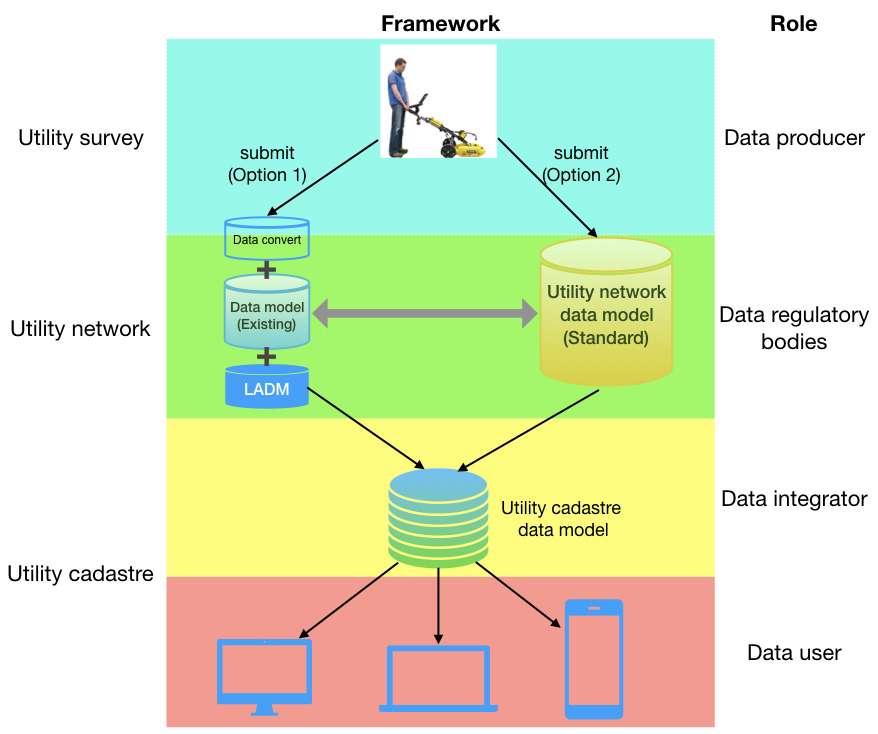 Framework
Role
Utility survey
Data producer
submit
(Option 1)
submit
(Option 2)
Data convert
Data model
(Existing)
LADM
Utility network
data model
(Standard)
Utility network
Data regulatory
bodies
Utility cadastre
data model
Data integrator
Utility cadastre
Data user